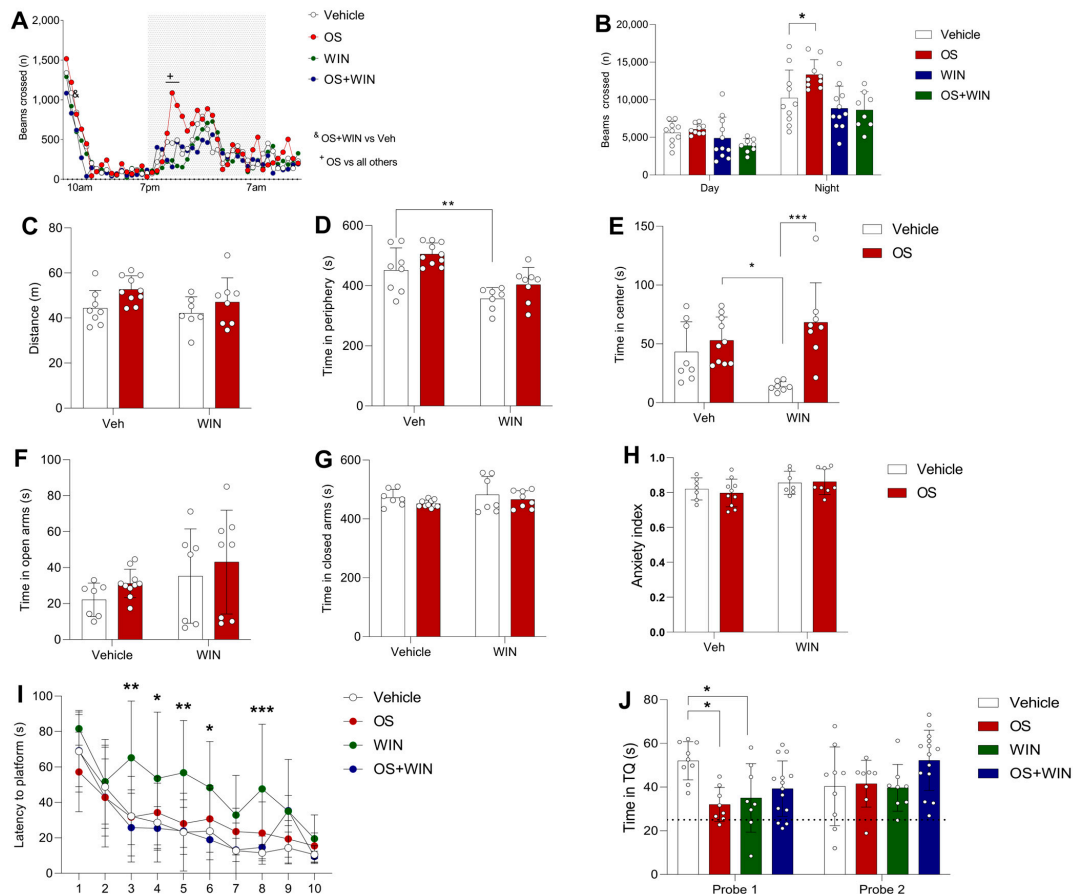 A
Beams crossed (n)
2,000
1,500
1,000
500
0
10am
7pm
7am
&
+
Vehicle
OS
WIN
OS+WIN
& OS+WIN vs Veh
+ OS vs all others
B
Beams crossed (n)
20,000
15,000
10,000
5,000
0
*
Day
Night
Vehicle
OS
WIN
OS+WIN
C
Distance (m)
80
60
40
20
0
Veh
WIN
D
Time in periphery (s)
600
400
200
0
**
Veh
WIN
E
Time in center (s)
150
100
50
0
*
***
Veh
WIN
Vehicle
OS
F
Time in open arms (s)
100
80
60
40
20
0
Vehicle
WIN
G
Time in closed arms (s)
600
400
200
0
Vehicle
WIN
H
Anxiety index
1.0
0.8
0.6
0.4
0.2
0.0
Veh
WIN
Vehicle
OS
I
Latency to platform (s)
100
80
60
40
20
0
** * ** * ***
1 2 3 4 5 6 7 8 9 10
Vehicle
OS
WIN
OS+WIN
J
Time in TQ (s)
80
60
40
20
0
*
*
Probe 1
Probe 2
Vehicle
OS
WIN
OS+WIN